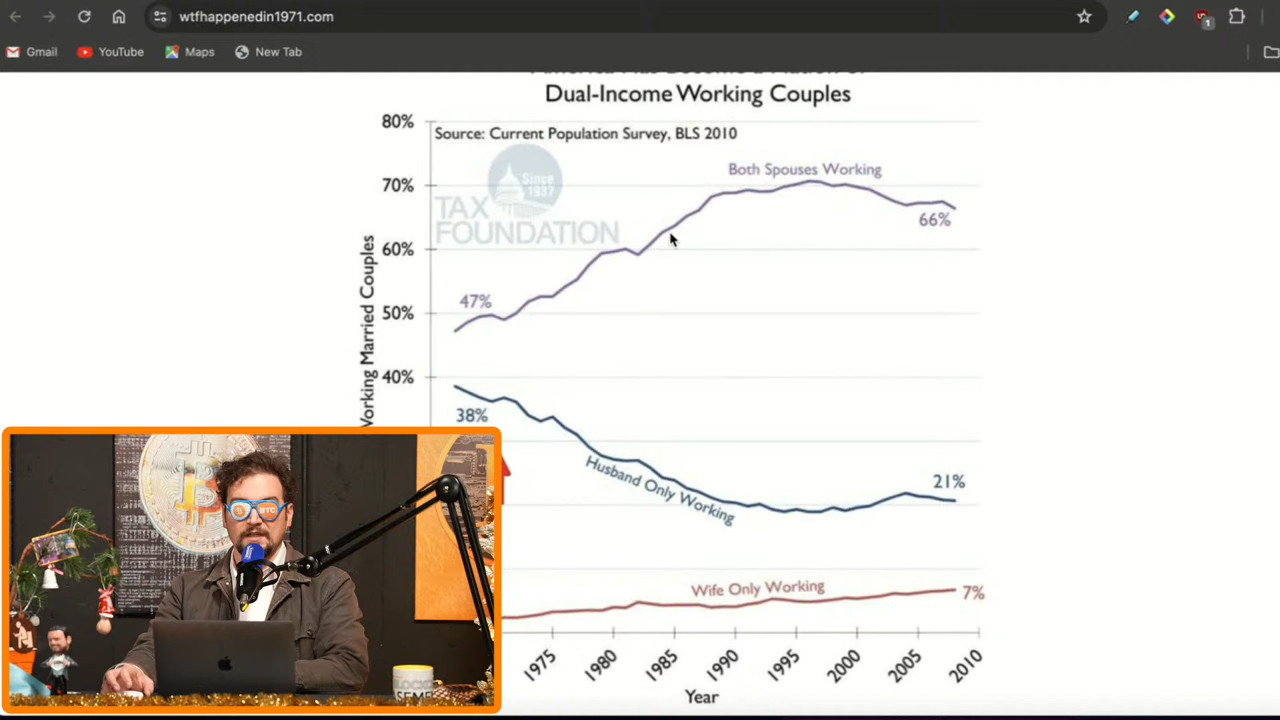 wtfhappenedin1971.com
1
Gmail
YouTube
Maps
New Tab
Dual-Income Working Couples
80%
Source: Current Population Survey, BLS 2010
Both Spouses Working
70%
Since
1937
TAX
FOUNDATION
66%
60%
47%
50%
Working Married Couples
40%
38%
Husband Only Working
21%
Wife Only Working
7%
1975
1980
1985
1990
1995
2000
2005
2010
Year
BTC